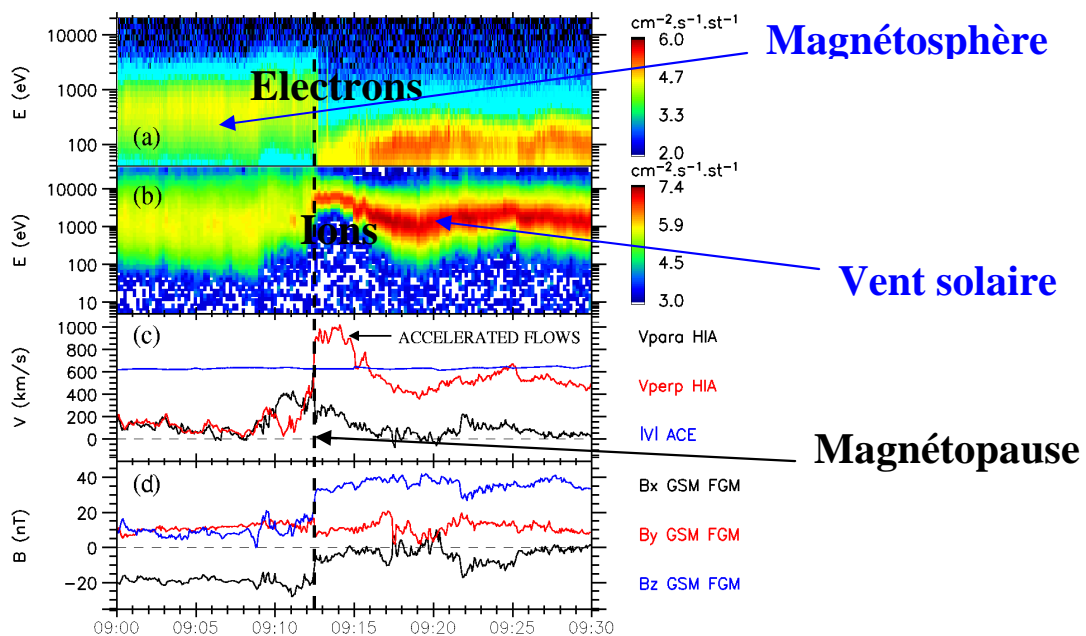 cm⁻².s⁻¹.st⁻¹
10000
1000
100
E (eV)
(a)
Electrons
6.0
4.7
3.3
2.0
Magnétosphère
cm⁻².s⁻¹.st⁻¹
10000
1000
100
10
E (eV)
(b)
Ions
7.4
5.9
4.5
3.0
Vent solaire
1000
800
600
400
200
0
V (km/s)
(c)
ACCELERATED FLOWS
Vpara HIA
Vperp HIA
|V| ACE
Magnétopause
40
20
0
-20
B (nT)
(d)
Bx GSM FGM
By GSM FGM
Bz GSM FGM
09:00 09:05 09:10 09:15 09:20 09:25 09:30